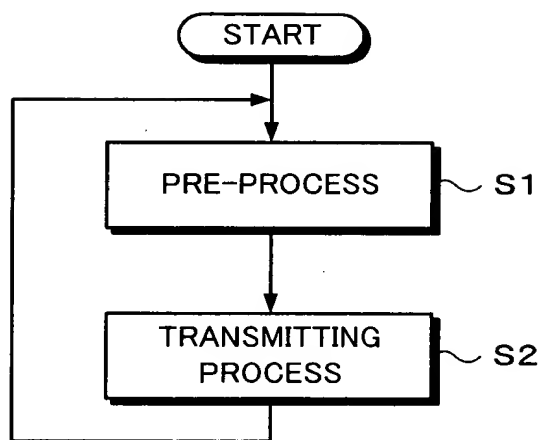 START
PRE-PROCESS
S1
TRANSMITTING
PROCESS
S2